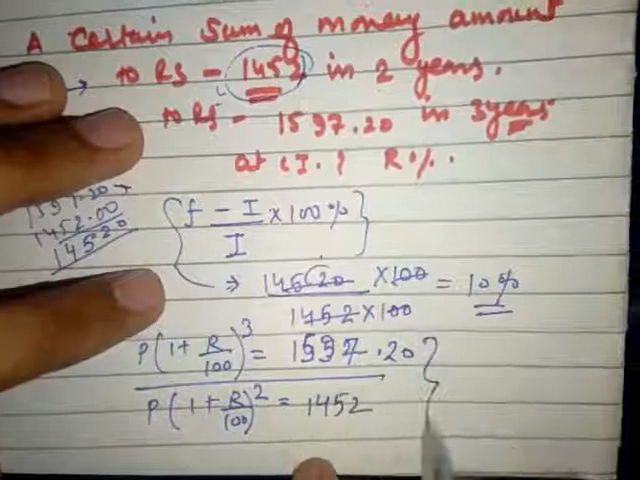 A Certain Sum of money amount
to RS - 1452 in 2 years.
to RS - 1597.20 in 3 years
at C.I. ? R%.
1597.20 →
1452.00
145.20
{ f - I / I × 100% }
→ 14520 / 1452×100 ×100 = 10%
P(1 + R/100)^3 = 1597.20 }
P(1 + R/100)^2 = 1452